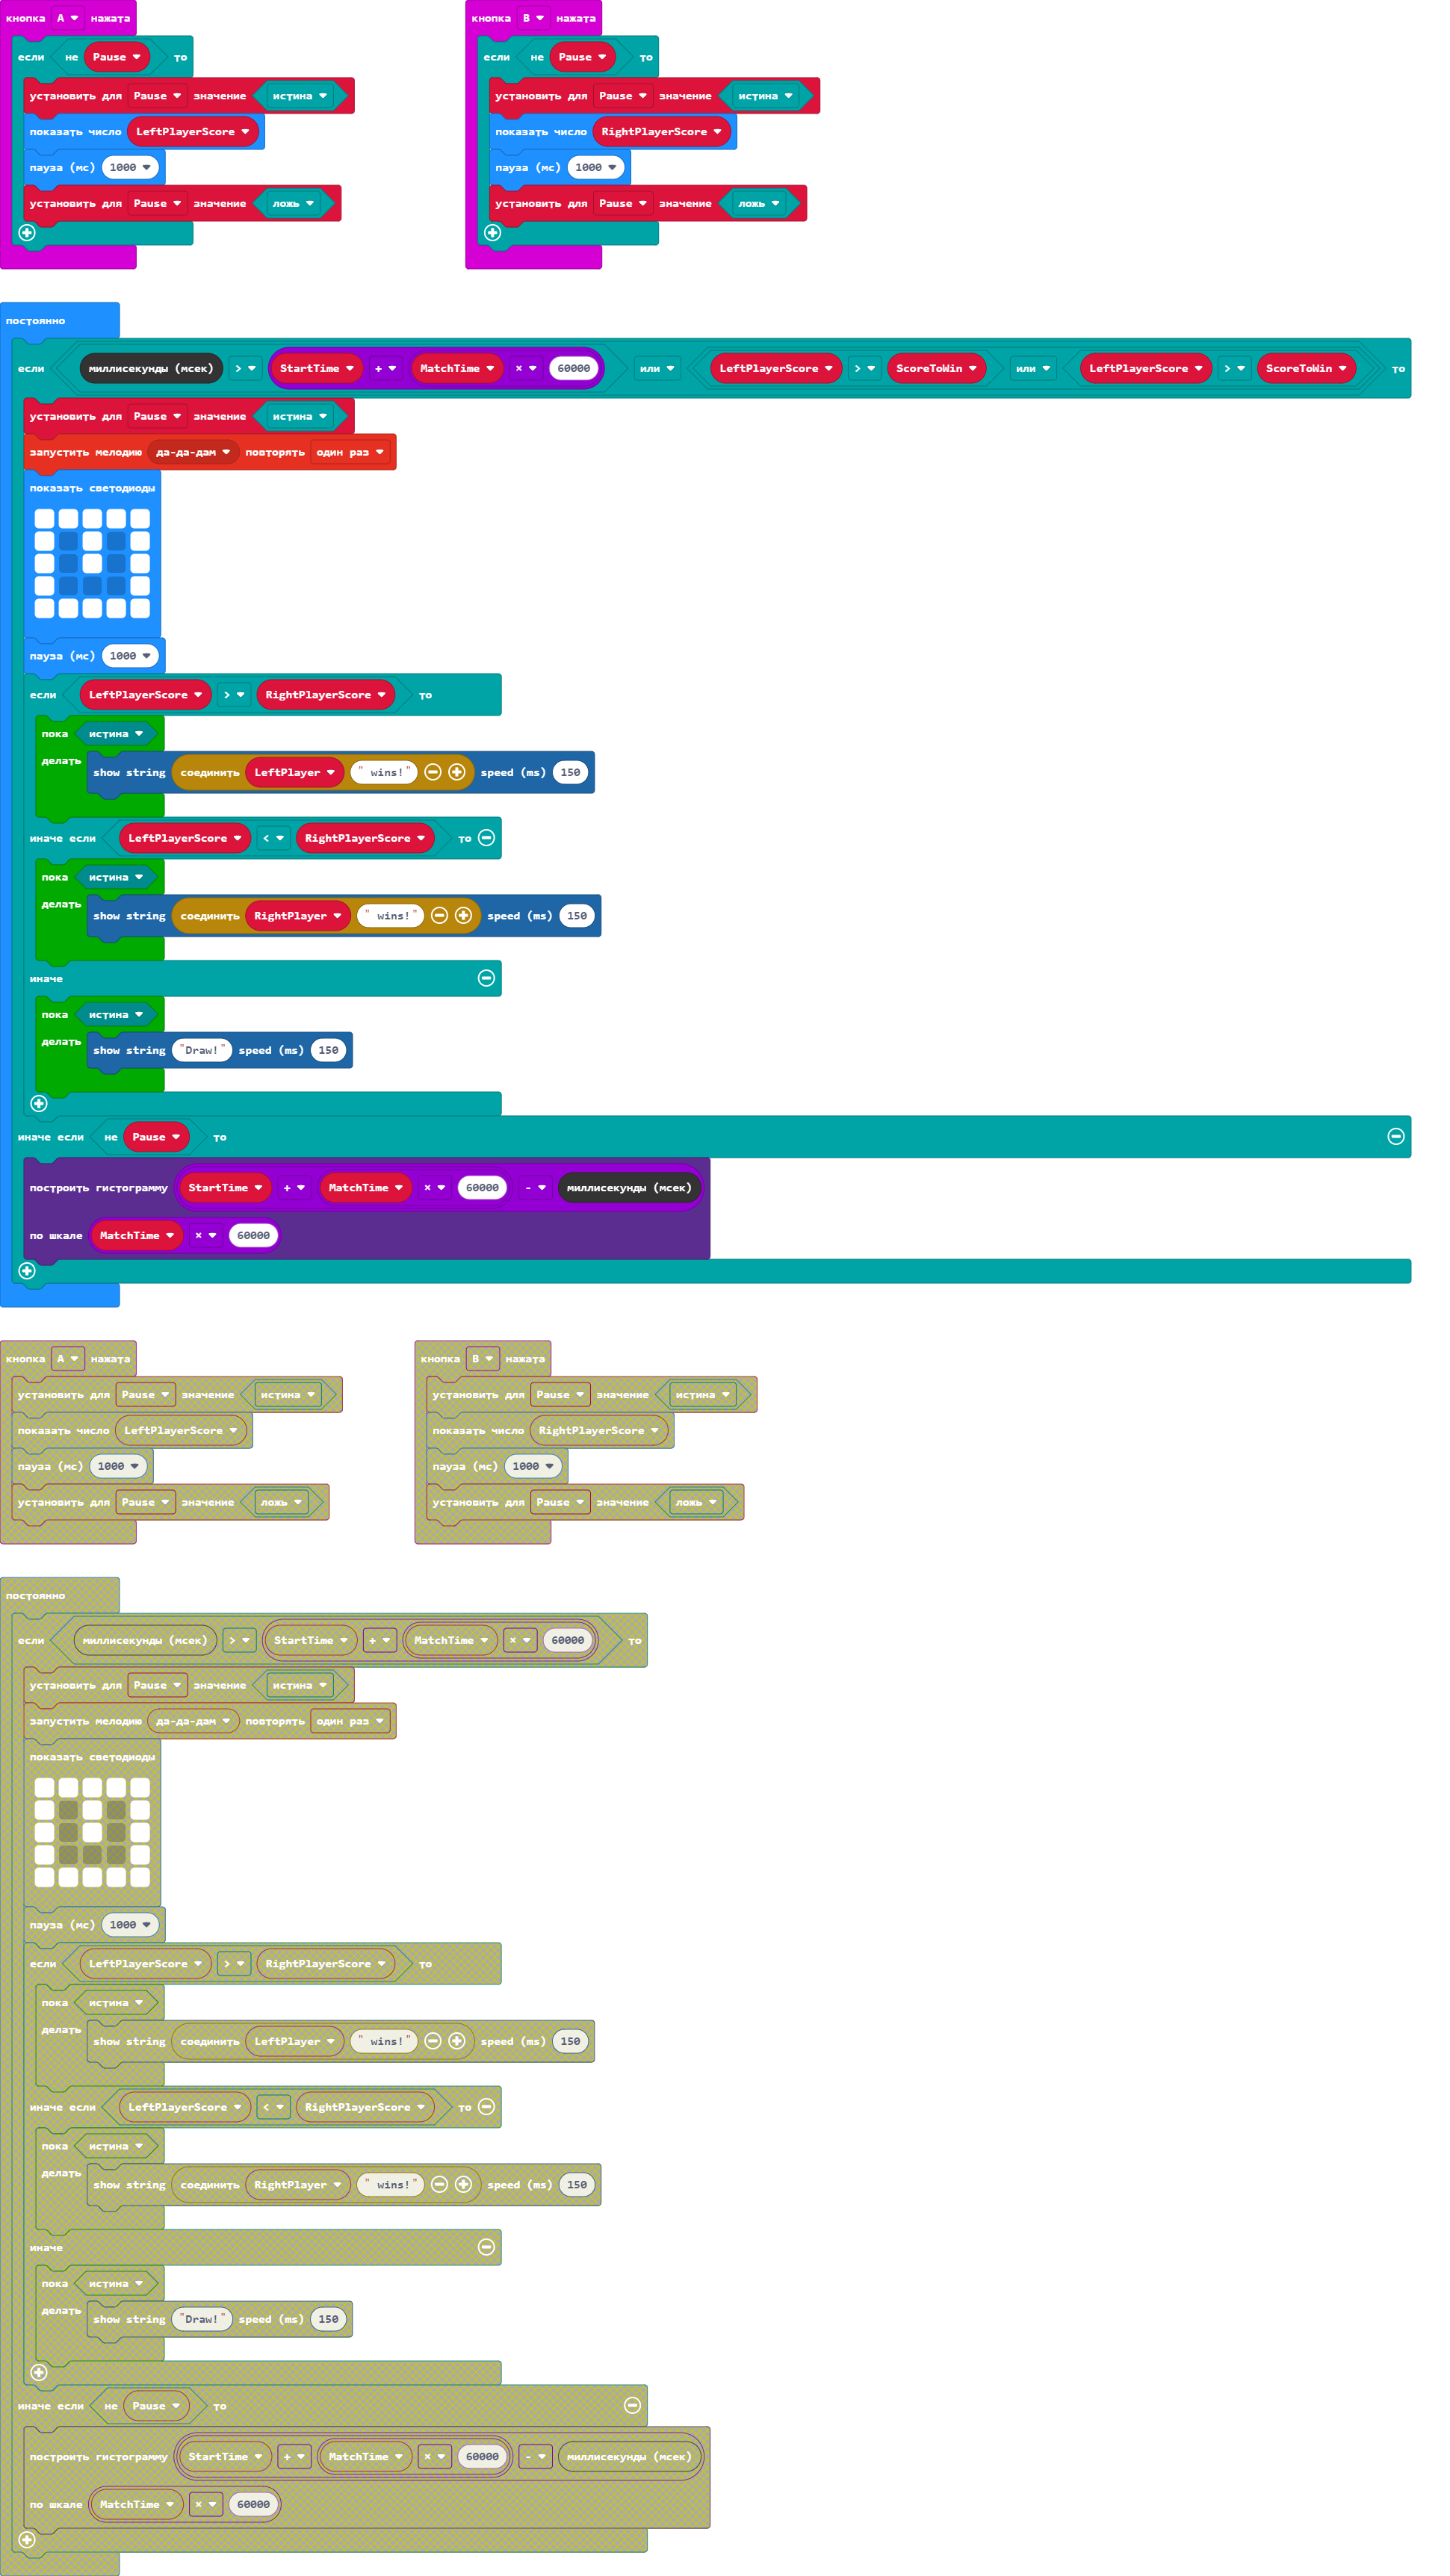 кнопка A нажата
если не Pause то
установить для Pause значение истина
показать число LeftPlayerScore
пауза (мс) 1000
установить для Pause значение ложь
кнопка B нажата
если не Pause то
установить для Pause значение истина
показать число RightPlayerScore
пауза (мс) 1000
установить для Pause значение ложь
постоянно
если миллисекунды (мсек) > StartTime + MatchTime × 60000 или LeftPlayerScore > ScoreToWin или LeftPlayerScore > ScoreToWin то
установить для Pause значение истина
запустить мелодию да-да-дам повторять один раз
показать светодиоды
пауза (мс) 1000
если LeftPlayerScore > RightPlayerScore то
пока истина
делать show string соединить LeftPlayer " wins!" speed (ms) 150
иначе если LeftPlayerScore < RightPlayerScore то
пока истина
делать show string соединить RightPlayer " wins!" speed (ms) 150
иначе
пока истина
делать show string "Draw!" speed (ms) 150
иначе если не Pause то
построить гистограмму StartTime + MatchTime × 60000 - миллисекунды (мсек)
по шкале MatchTime × 60000
кнопка A нажата
установить для Pause значение истина
показать число LeftPlayerScore
пауза (мс) 1000
установить для Pause значение ложь
кнопка B нажата
установить для Pause значение истина
показать число RightPlayerScore
пауза (мс) 1000
установить для Pause значение ложь
постоянно
если миллисекунды (мсек) > StartTime + MatchTime × 60000 то
установить для Pause значение истина
запустить мелодию да-да-дам повторять один раз
показать светодиоды
пауза (мс) 1000
если LeftPlayerScore > RightPlayerScore то
пока истина
делать show string соединить LeftPlayer " wins!" speed (ms) 150
иначе если LeftPlayerScore < RightPlayerScore то
пока истина
делать show string соединить RightPlayer " wins!" speed (ms) 150
иначе
пока истина
делать show string "Draw!" speed (ms) 150
иначе если не Pause то
построить гистограмму StartTime + MatchTime × 60000 - миллисекунды (мсек)
по шкале MatchTime × 60000